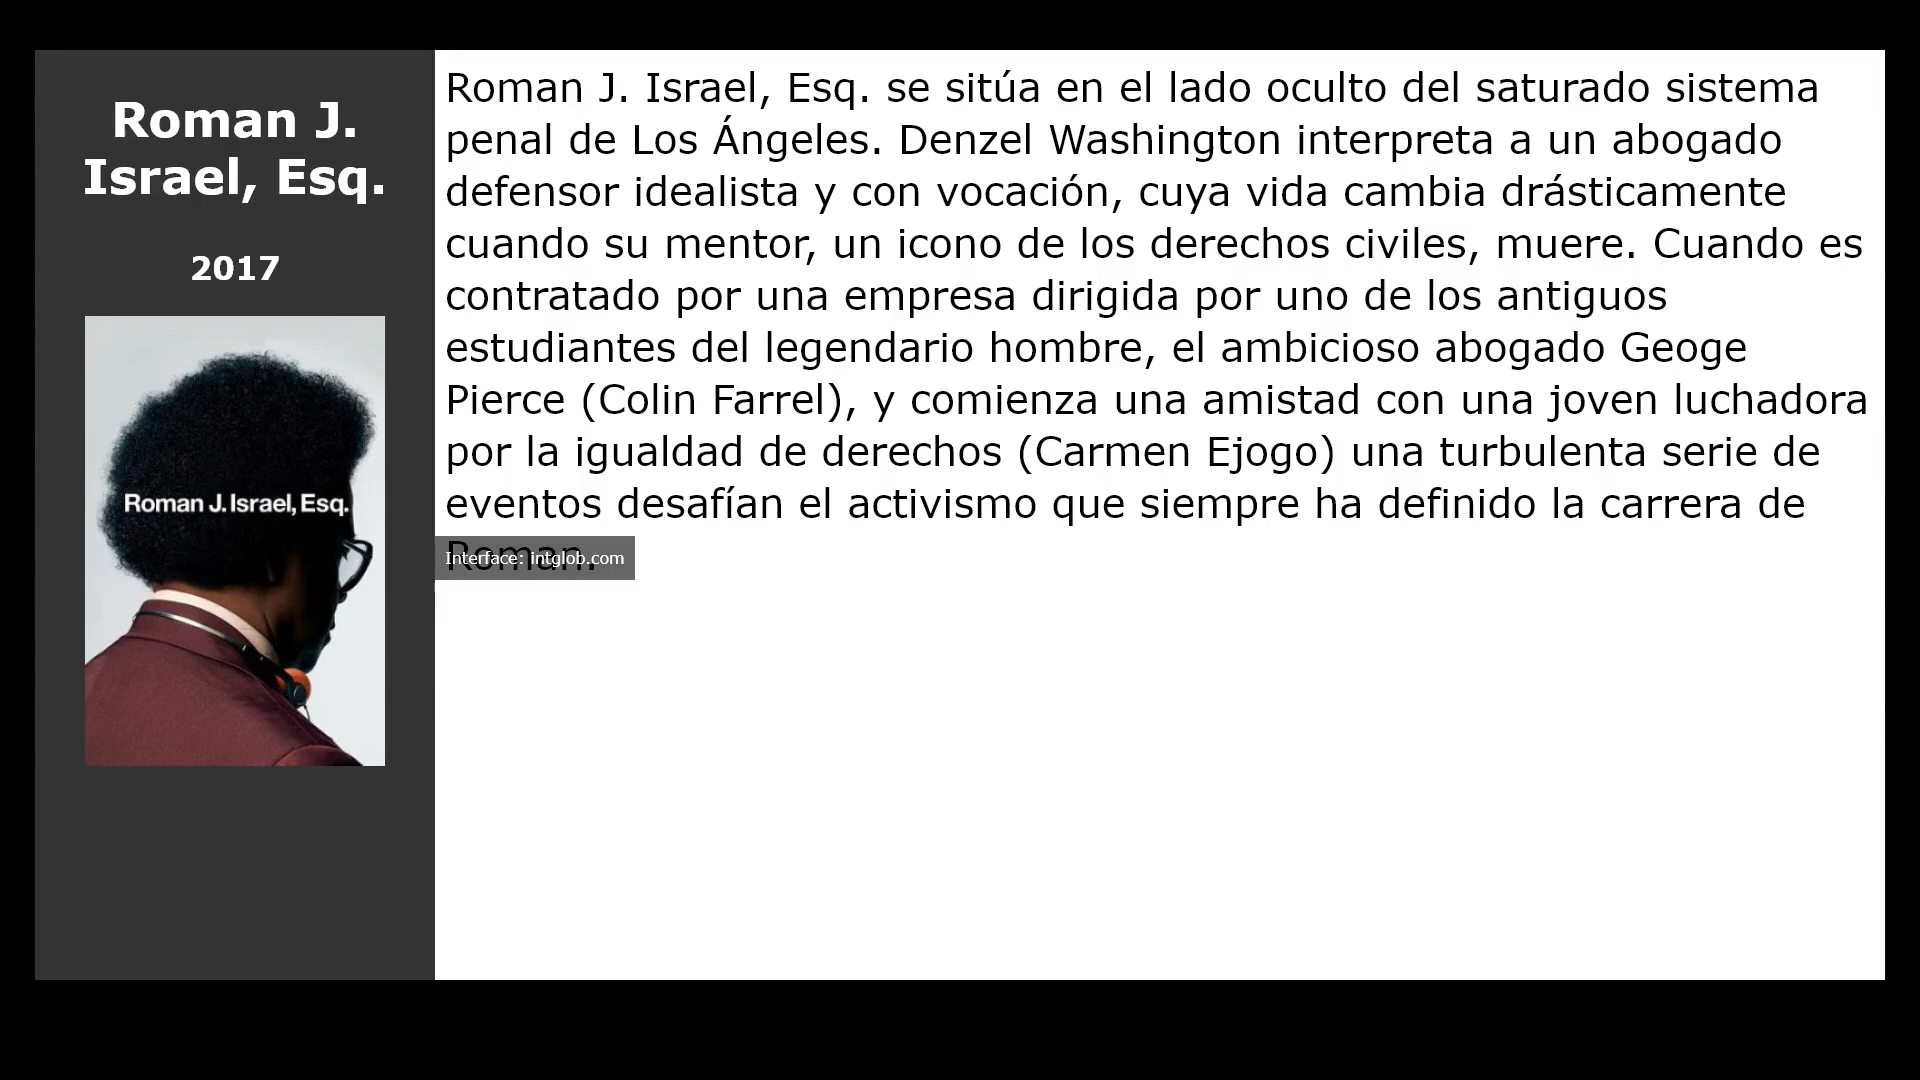 Roman J.
Israel, Esq.
2017
Roman J. Israel, Esq.
Roman J. Israel, Esq. se sitúa en el lado oculto del saturado sistema
penal de Los Ángeles. Denzel Washington interpreta a un abogado
defensor idealista y con vocación, cuya vida cambia drásticamente
cuando su mentor, un icono de los derechos civiles, muere. Cuando es
contratado por una empresa dirigida por uno de los antiguos
estudiantes del legendario hombre, el ambicioso abogado Geoge
Pierce (Colin Farrel), y comienza una amistad con una joven luchadora
por la igualdad de derechos (Carmen Ejogo) una turbulenta serie de
eventos desafían el activismo que siempre ha definido la carrera de
Roman.
Interface: intglob.com